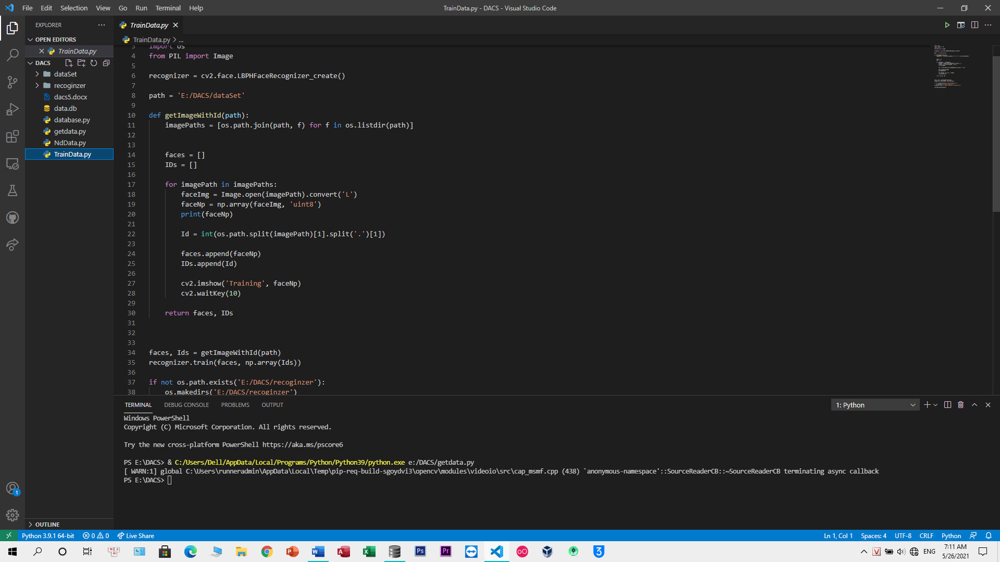 File Edit Selection View Go Run Terminal Help
TrainData.py - DACS - Visual Studio Code
EXPLORER
OPEN EDITORS
TrainData.py
DACS
dataSet
recoginzer
dacs5.docx
data.db
database.py
getdata.py
NdData.py
TrainData.py
OUTLINE
TrainData.py
TrainData.py > ...
3 import os
4 from PIL import Image
5
6 recognizer = cv2.face.LBPHFaceRecognizer_create()
7
8 path = 'E:/DACS/dataSet'
9
10 def getImageWithId(path):
11 imagePaths = [os.path.join(path, f) for f in os.listdir(path)]
12
13
14 faces = []
15 IDs = []
16
17 for imagePath in imagePaths:
18 faceImg = Image.open(imagePath).convert('L')
19 faceNp = np.array(faceImg, 'uint8')
20 print(faceNp)
21
22 Id = int(os.path.split(imagePath)[1].split('.')[1])
23
24 faces.append(faceNp)
25 IDs.append(Id)
26
27 cv2.imshow('Training', faceNp)
28 cv2.waitKey(10)
29
30 return faces, IDs
31
32
33
34 faces, Ids = getImageWithId(path)
35 recognizer.train(faces, np.array(Ids))
36
37 if not os.path.exists('E:/DACS/recoginzer'):
38 os.makedirs('E:/DACS/recoginzer')
TERMINAL DEBUG CONSOLE PROBLEMS OUTPUT
1: Python
Windows PowerShell
Copyright (C) Microsoft Corporation. All rights reserved.
Try the new cross-platform PowerShell https://aka.ms/pscore6
PS E:\DACS> & C:/Users/Dell/AppData/Local/Programs/Python/Python39/python.exe e:/DACS/getdata.py
[ WARN:1] global C:\Users\runneradmin\AppData\Local\Temp\pip-req-build-sgoydvi3\opencv\modules\videoio\src\cap_msmf.cpp (438) `anonymous-namespace'::SourceReaderCB::~SourceReaderCB terminating async callback
PS E:\DACS>
1
Python 3.9.1 64-bit 0 0 Live Share
Ln 1, Col 1 Spaces: 4 UTF-8 CRLF Python
ENG
7:11 AM
5/26/2021